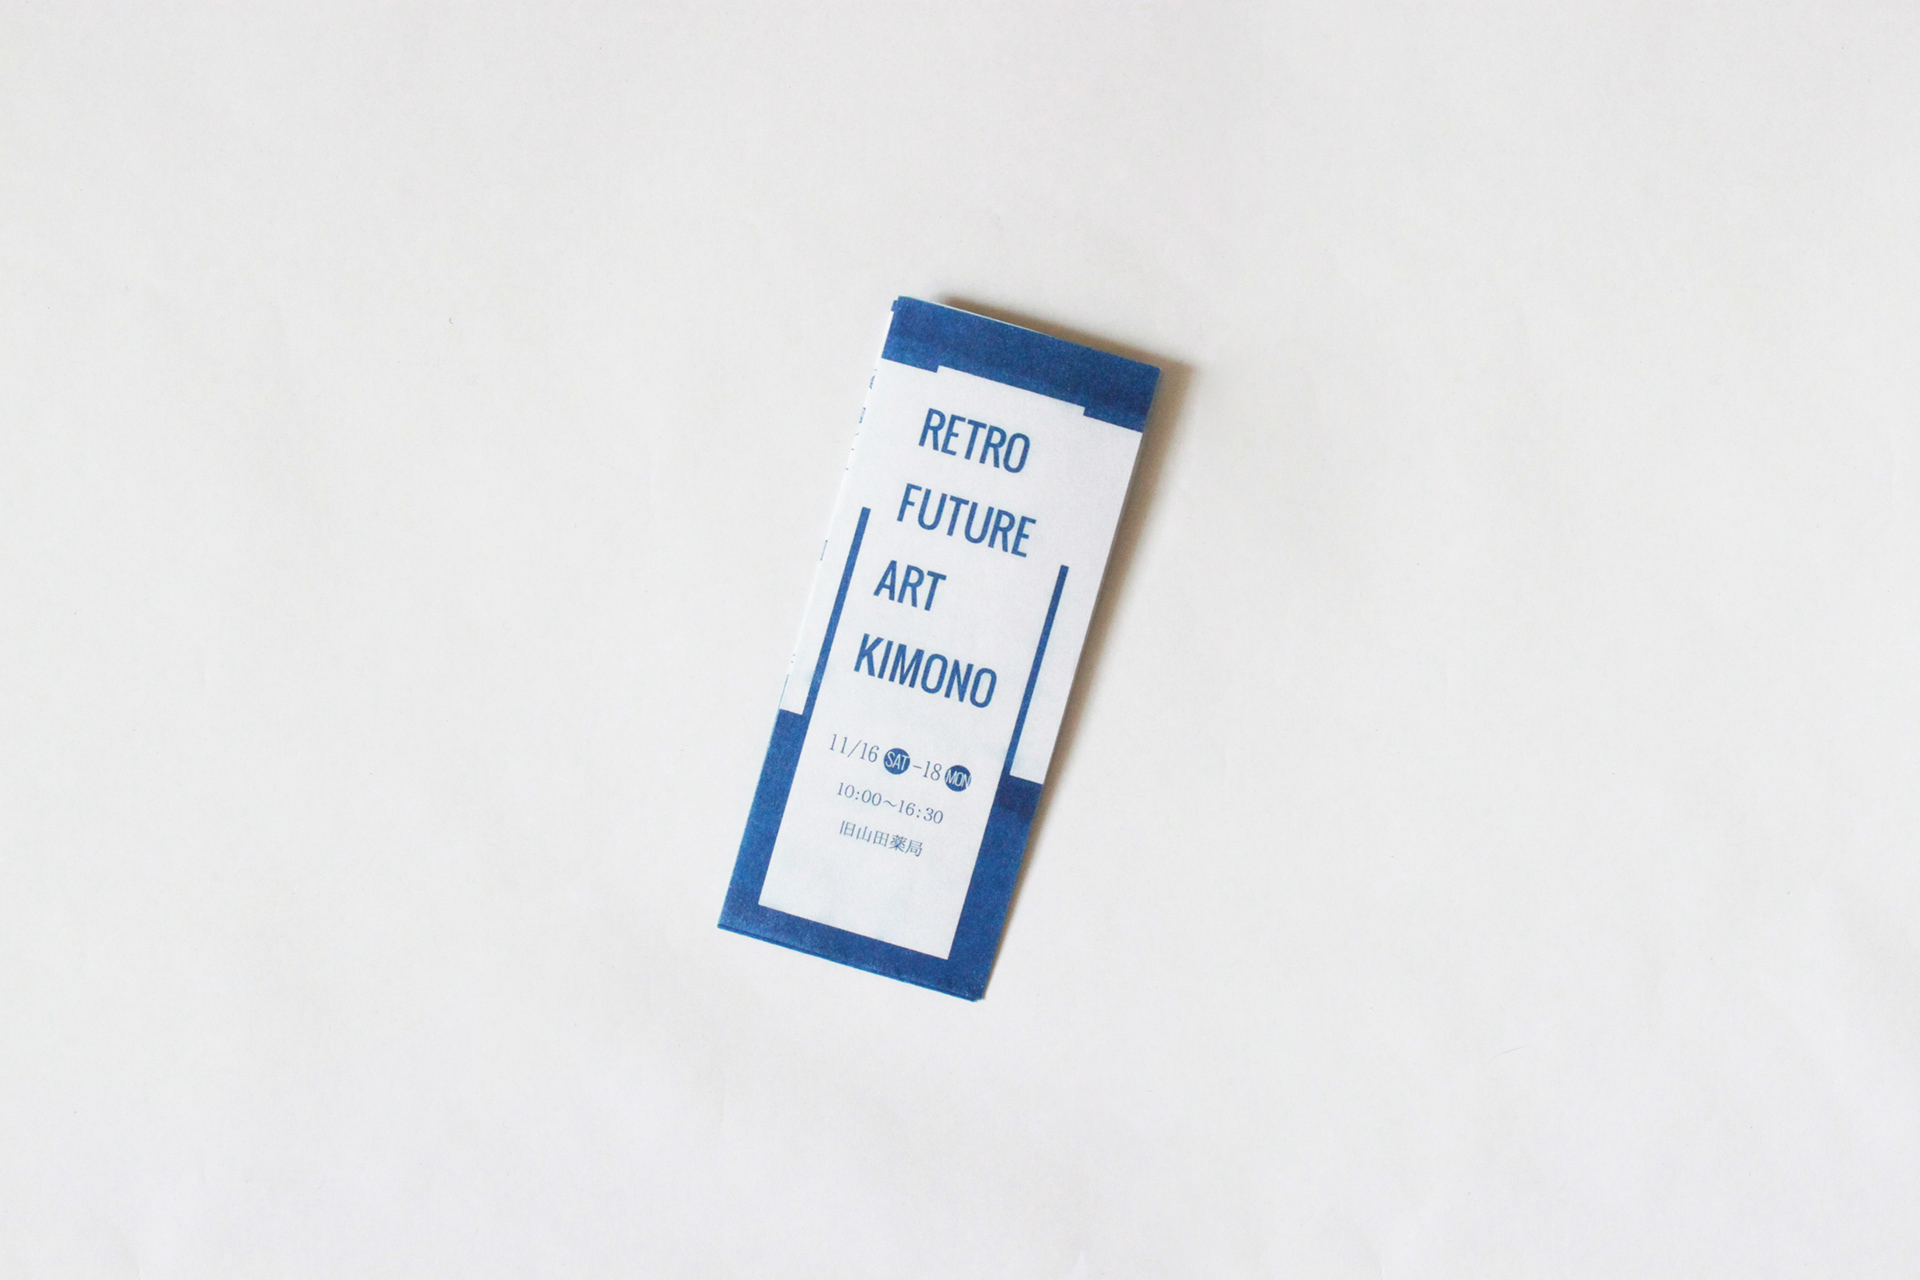 RETRO
FUTURE
ART
KIMONO
11/16 SAT -18 MON
10:00～16:30
旧山田薬局